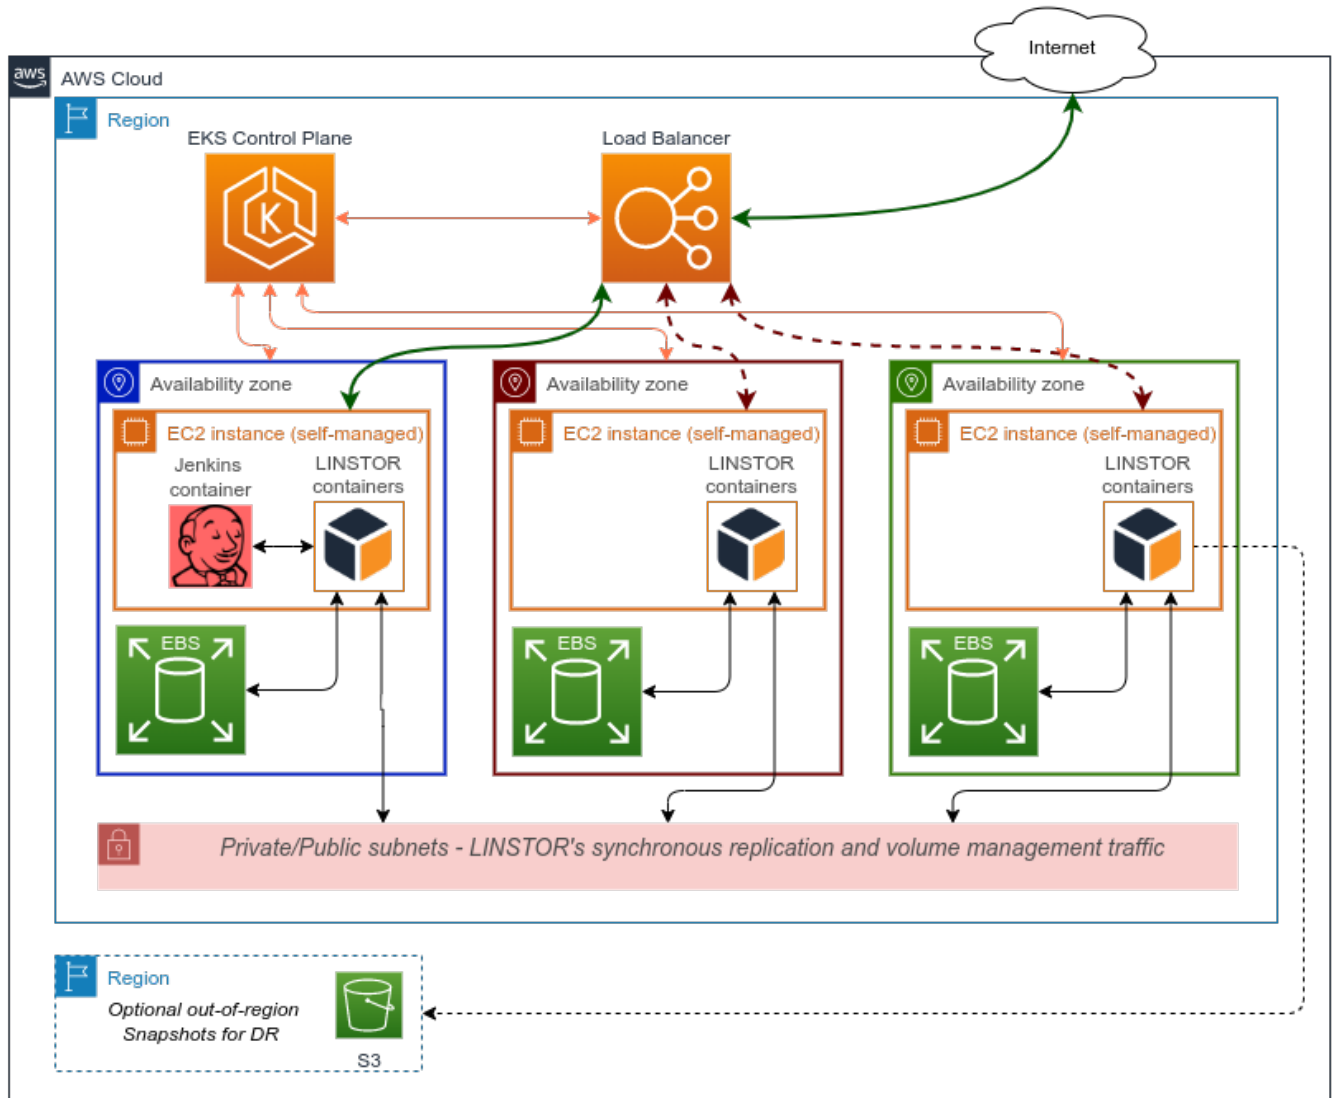 Internet
aws
AWS Cloud
Region
EKS Control Plane
Load Balancer
K
Availability zone
Availability zone
Availability zone
EC2 instance (self-managed)
EC2 instance (self-managed)
EC2 instance (self-managed)
Jenkins
container
LINSTOR
containers
LINSTOR
containers
LINSTOR
containers
EBS
EBS
EBS
Private/Public subnets - LINSTOR's synchronous replication and volume management traffic
Region
Optional out-of-region
Snapshots for DR
S3